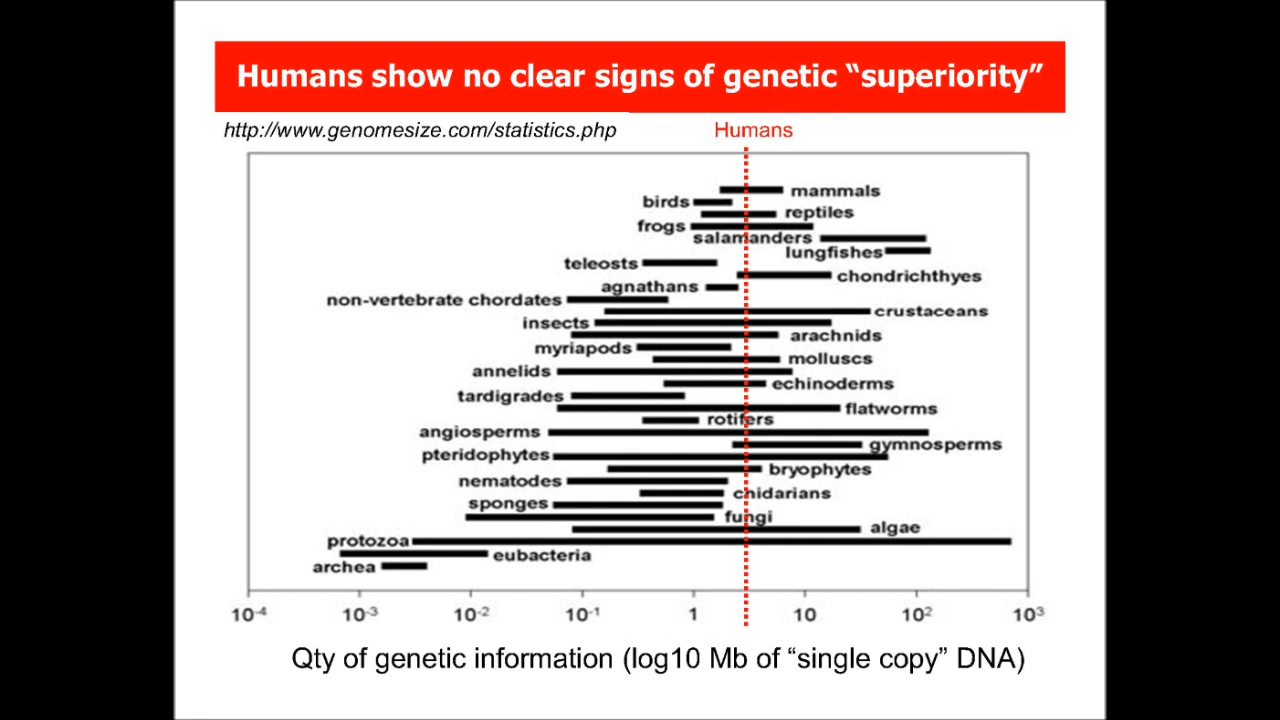 Humans show no clear signs of genetic “superiority”
http://www.genomesize.com/statistics.php
Humans
mammals
birds
reptiles
frogs
salamanders
lungfishes
teleosts
chondrichthyes
agnathans
non-vertebrate chordates
crustaceans
insects
arachnids
myriapods
molluscs
annelids
echinoderms
tardigrades
flatworms
rotifers
angiosperms
gymnosperms
pteridophytes
bryophytes
nematodes
cnidarians
sponges
fungi
algae
protozoa
eubacteria
archea
10⁻⁴ 10⁻³ 10⁻² 10⁻¹ 1 10 10² 10³
Qty of genetic information (log10 Mb of “single copy” DNA)